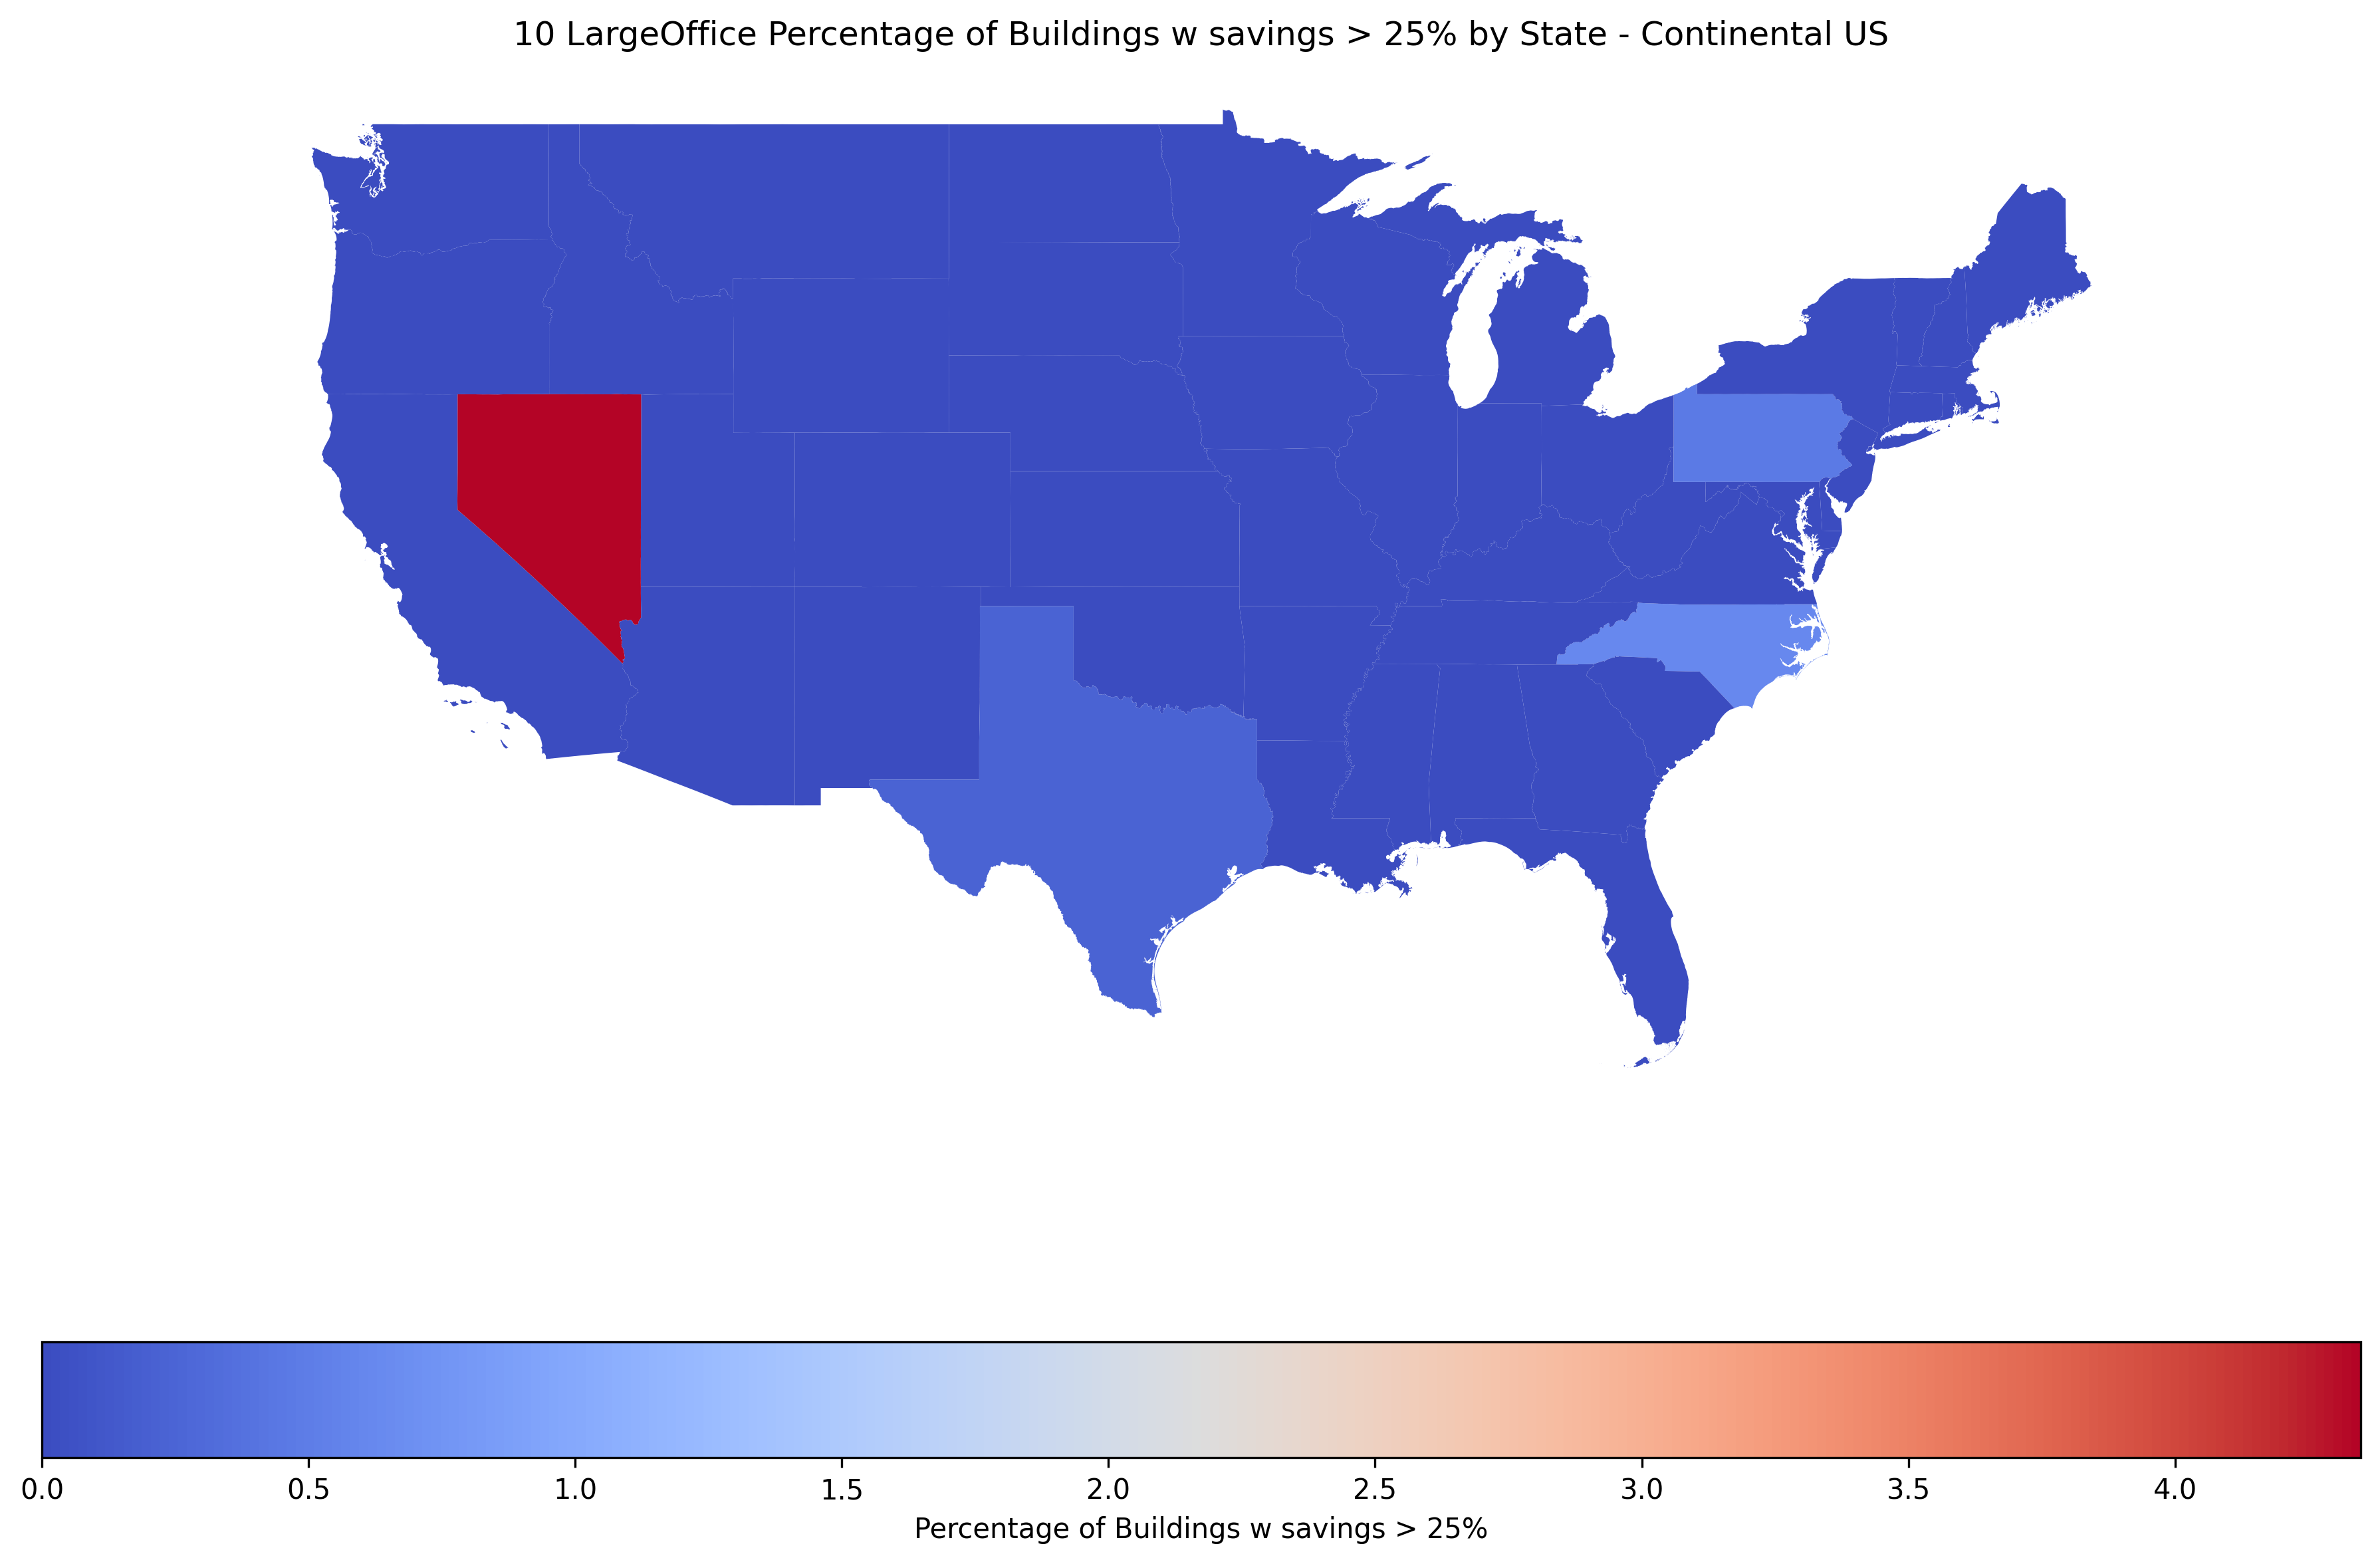 10 LargeOffice Percentage of Buildings w savings > 25% by State - Continental US
0.0 0.5 1.0 1.5 2.0 2.5 3.0 3.5 4.0
Percentage of Buildings w savings > 25%